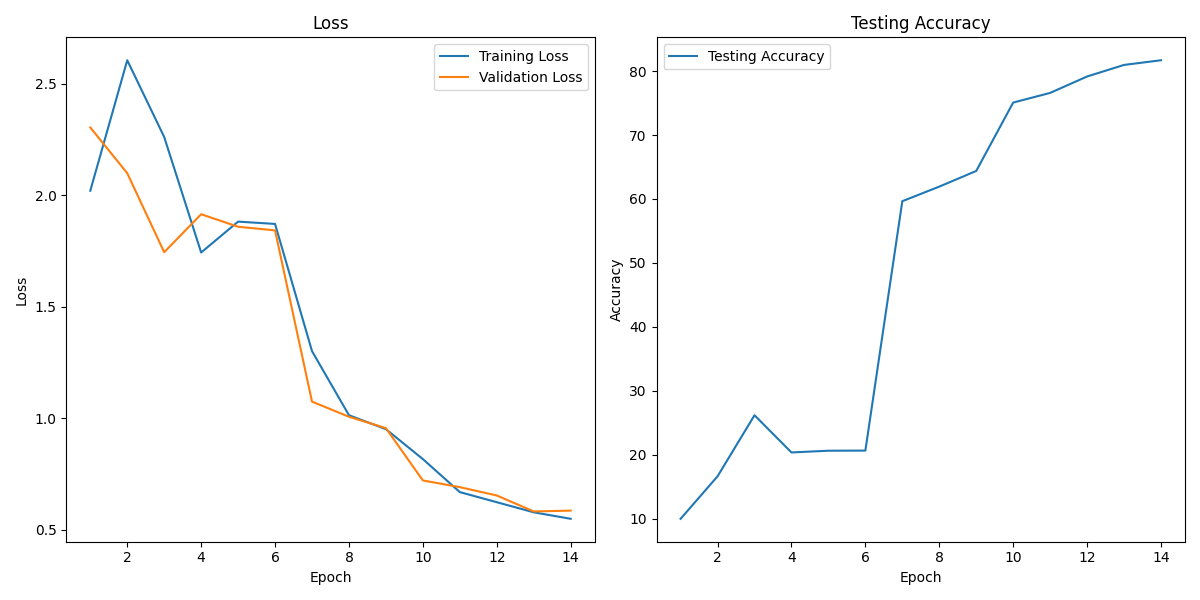 Loss
Training Loss
Validation Loss
2.5
2.0
1.5
1.0
0.5
Loss
2 4 6 8 10 12 14
Epoch
Testing Accuracy
Testing Accuracy
80
70
60
50
40
30
20
10
Accuracy
2 4 6 8 10 12 14
Epoch